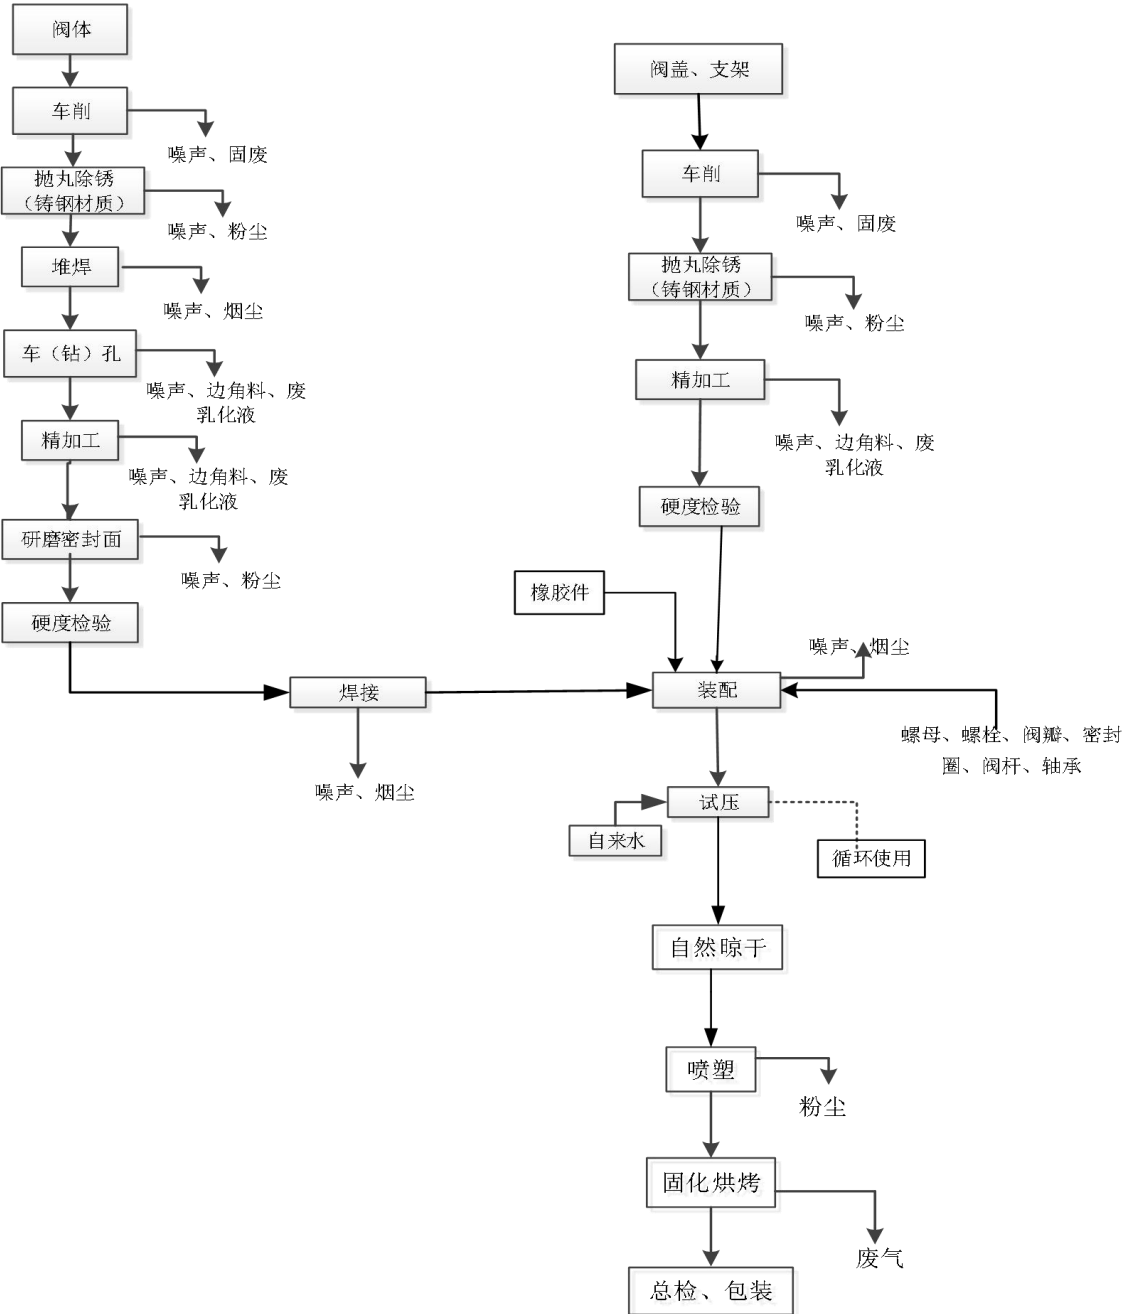 阀体
车削
噪声、固废
抛丸除锈
（铸钢材质）
噪声、粉尘
堆焊
噪声、烟尘
车（钻）孔
噪声、边角料、废
乳化液
精加工
噪声、边角料、废
乳化液
研磨密封面
噪声、粉尘
硬度检验
焊接
噪声、烟尘
阀盖、支架
车削
噪声、固废
抛丸除锈
（铸钢材质）
噪声、粉尘
精加工
噪声、边角料、废
乳化液
硬度检验
橡胶件
噪声、烟尘
装配
螺母、螺栓、阀瓣、密封
圈、阀杆、轴承
试压
自来水
循环使用
自然晾干
喷塑
粉尘
固化烘烤
废气
总检、包装